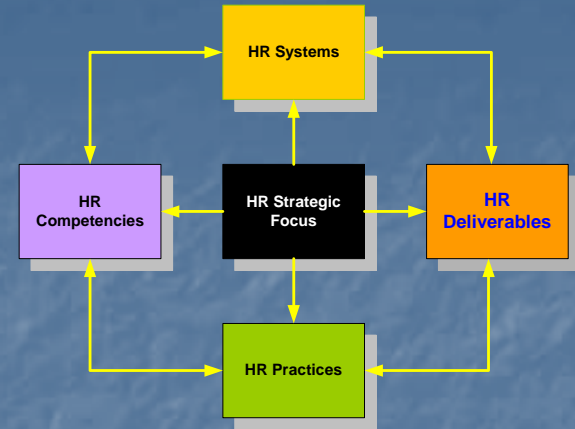 HR Systems
HR
Competencies
HR Strategic
Focus
HR
Deliverables
HR Practices